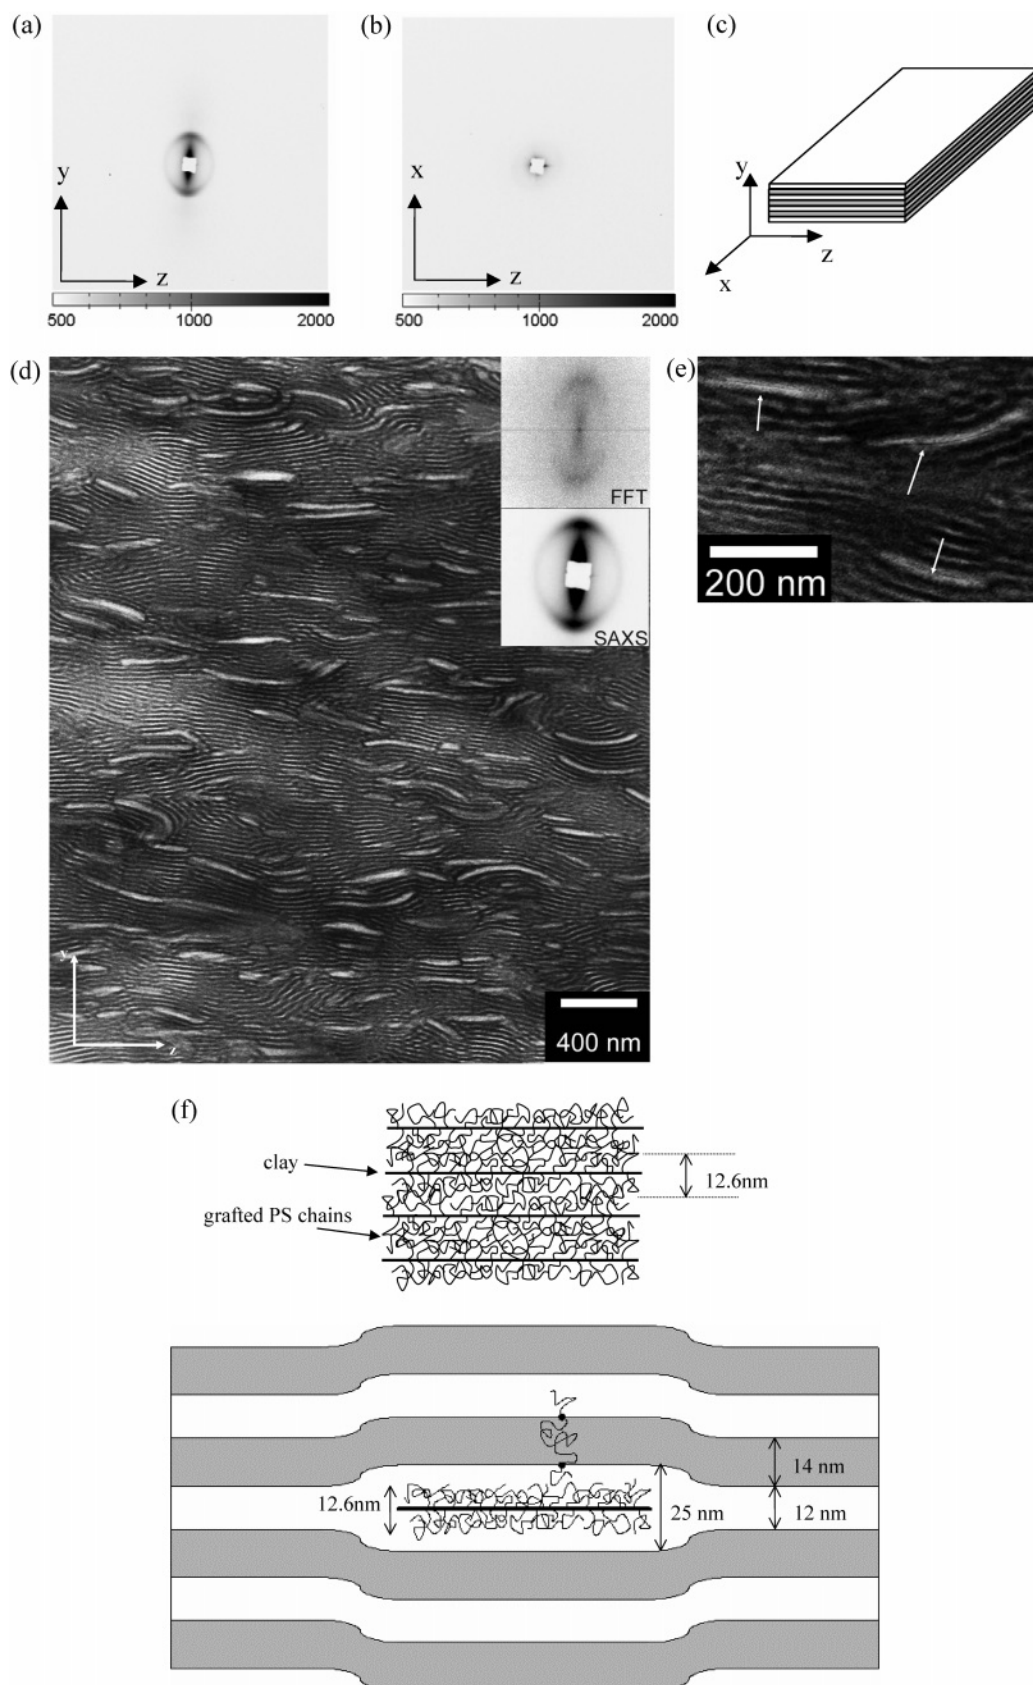 (a)
(b)
(c)
y
z
500 1000 2000
x
z
500 1000 2000
y
z
x
(d)
FFT
SAXS
y
z
400 nm
(e)
200 nm
(f)
clay
grafted PS chains
12.6nm
12.6nm
25 nm
14 nm
12 nm